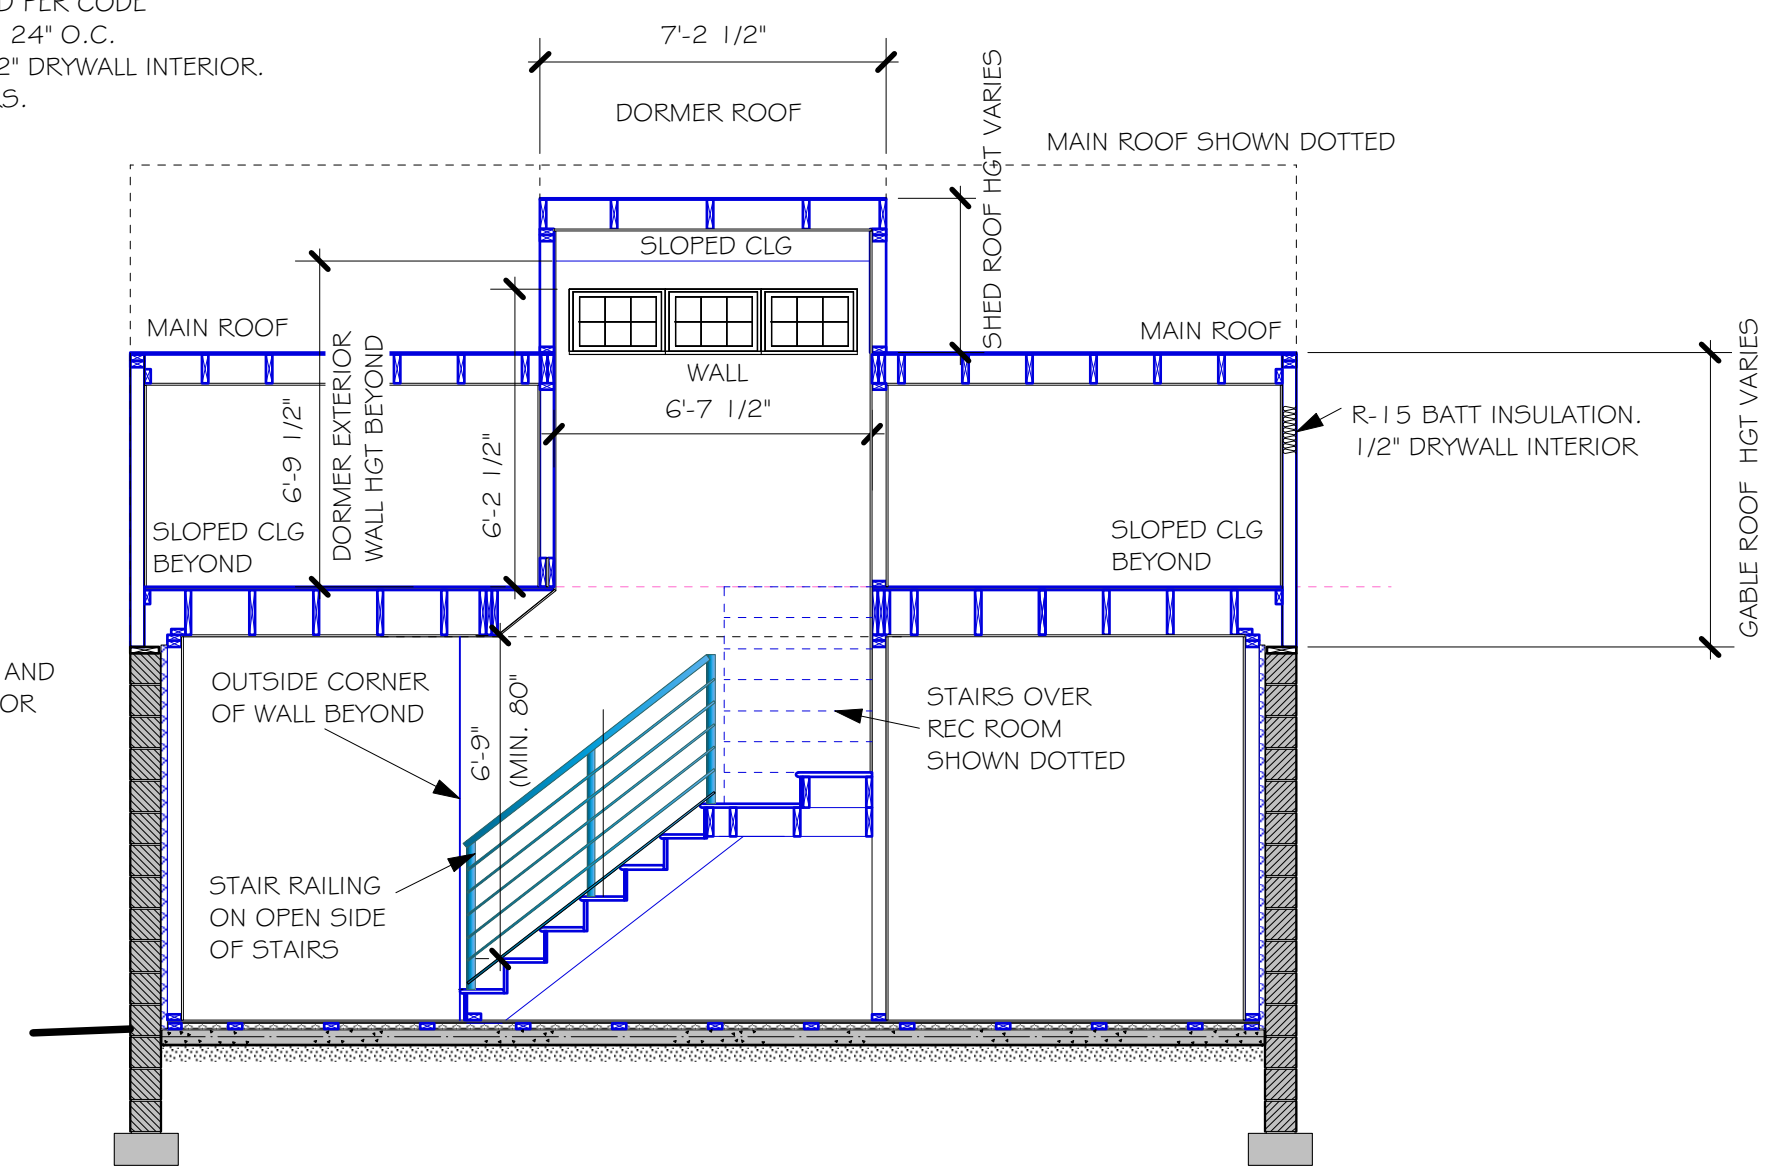 D PER CODE
24" O.C.
2" DRYWALL INTERIOR.
7'-2 1/2"
DORMER ROOF
SHED ROOF HGT VARIES
MAIN ROOF SHOWN DOTTED
SLOPED CLG
MAIN ROOF
MAIN ROOF
WALL
6'-7 1/2"
6'-9 1/2"
DORMER EXTERIOR
WALL HGT BEYOND
6'-2 1/2"
R-15 BATT INSULATION.
1/2" DRYWALL INTERIOR
GABLE ROOF HGT VARIES
SLOPED CLG
BEYOND
SLOPED CLG
BEYOND
AND
OR
OUTSIDE CORNER
OF WALL BEYOND
6'-9"
(MIN. 80"
STAIRS OVER
REC ROOM
SHOWN DOTTED
STAIR RAILING
ON OPEN SIDE
OF STAIRS